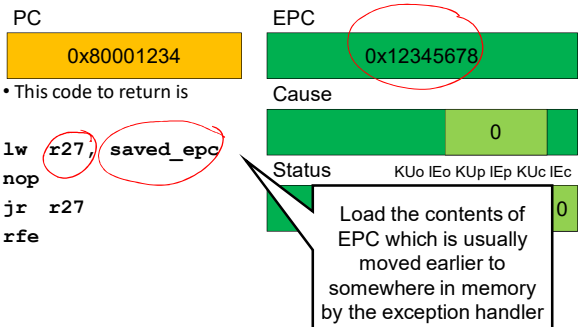 PC
EPC
0x80001234
0x12345678
• This code to return is
Cause
0
lw r27, saved_epc
nop
jr r27
rfe
Status
KUo IEo KUp IEp KUc IEc
0
Load the contents of
EPC which is usually
moved earlier to
somewhere in memory
by the exception handler